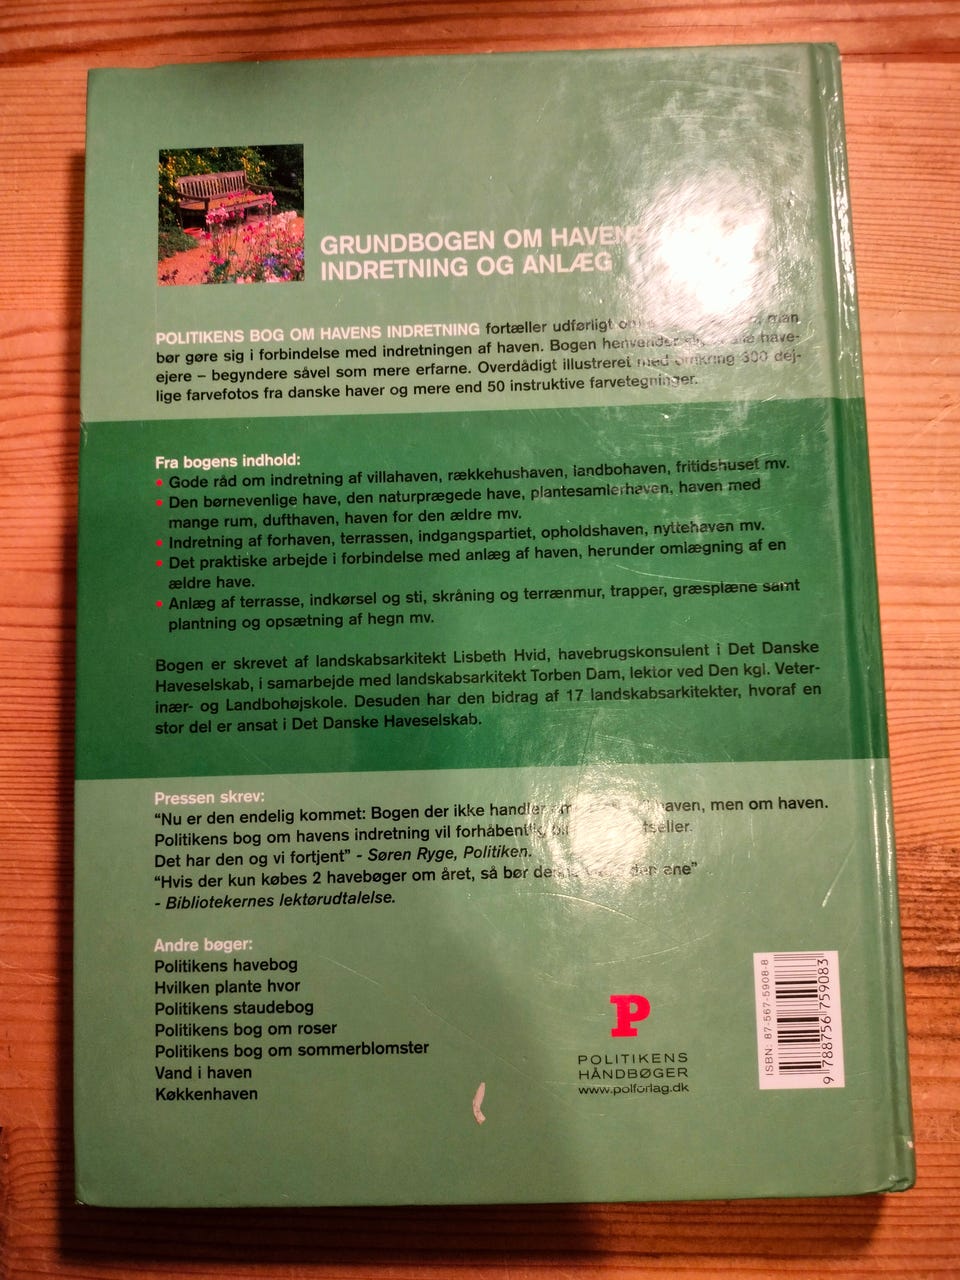 GRUNDBOGEN OM HAVENS
INDRETNING OG ANLÆG
POLITIKENS BOG OM HAVENS INDRETNING fortæller udførligt man
bør gøre sig i forbindelse med indretningen af haven. Bogen henvender have-
ejere – begyndere såvel som mere erfarne. Overdådigt illustreret med omkring 300 dej-
lige farvefotos fra danske haver og mere end 50 instruktive farvetegninger.
Fra bogens indhold:
• Gode råd om indretning af villahaven, rækkehushaven, landbohaven, fritidshuset mv.
• Den børnevenlige have, den naturprægede have, plantesamlerhaven, haven med
mange rum, dufthaven, haven for den ældre mv.
• Indretning af forhaven, terrassen, indgangspartiet, opholdshaven, nyttehaven mv.
• Det praktiske arbejde i forbindelse med anlæg af haven, herunder omlægning af en
ældre have.
• Anlæg af terrasse, indkørsel og sti, skråning og terrænmur, trapper, græsplæne samt
plantning og opsætning af hegn mv.
Bogen er skrevet af landskabsarkitekt Lisbeth Hvid, havebrugskonsulent i Det Danske
Haveselskab, i samarbejde med landskabsarkitekt Torben Dam, lektor ved Den kgl. Veter-
inær- og Landbohøjskole. Desuden har den bidrag af 17 landskabsarkitekter, hvoraf en
stor del er ansat i Det Danske Haveselskab.
Pressen skrev:
“Nu er den endelig kommet: Bogen der ikke handler haven, men om haven.
Politikens bog om havens indretning vil forhåbentlig
Det har den og vi fortjent” - Søren Ryge, Politiken.
“Hvis der kun købes 2 havebøger om året, så bør den ene”
- Bibliotekernes lektørudtalelse.
Andre bøger:
Politikens havebog
Hvilken plante hvor
Politikens staudebog
Politikens bog om roser
Politikens bog om sommerblomster
Vand i haven
Køkkenhaven
P
POLITIKENS
HÅNDBØGER
www.polforlag.dk
ISBN: 87-567-5908-8
9 788756 759083